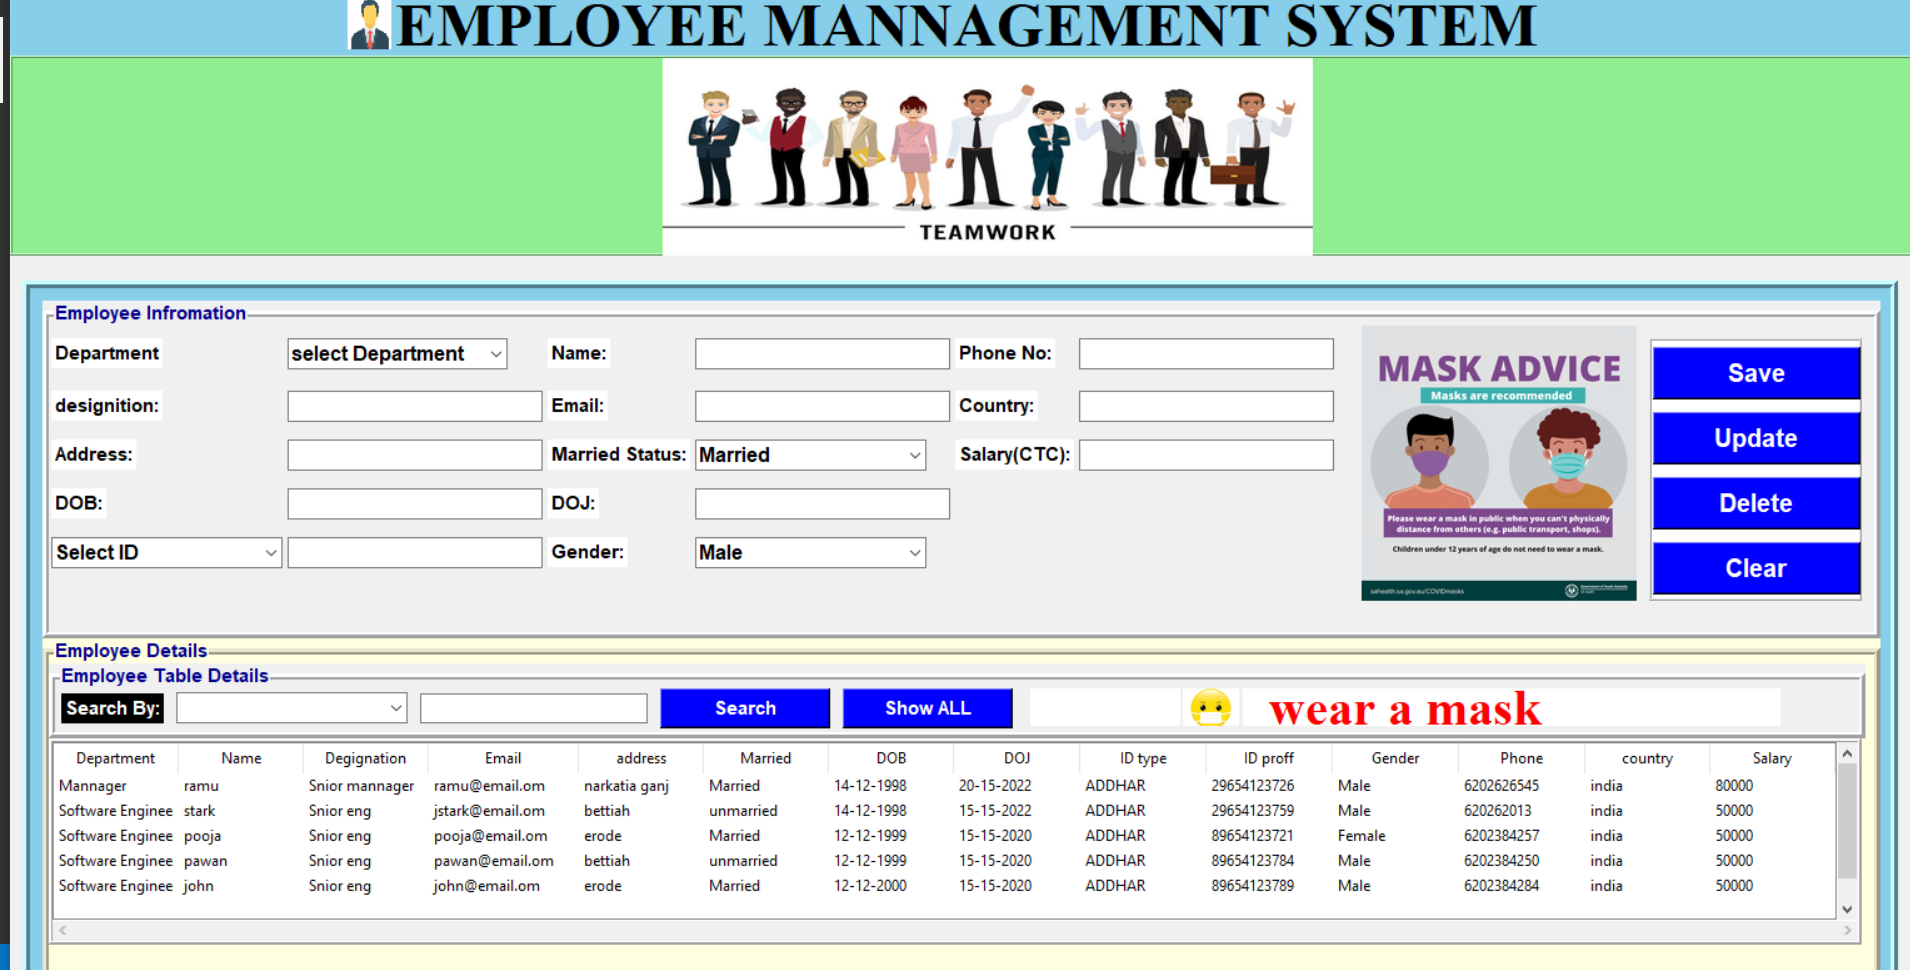 EMPLOYEE MANNAGEMENT SYSTEM
TEAMWORK
Employee Infromation
Department select Department Name: Phone No:
designition: Email: Country:
Address: Married Status: Married Salary(CTC):
DOB: DOJ:
Select ID Gender: Male
MASK ADVICE
Masks are recommended
Please wear a mask in public when you can't physically
distance from others (e.g. public transport, shops).
Children under 12 years of age do not need to wear a mask.
sahealth.sa.gov.au/COVIDmasks
Save
Update
Delete
Clear
Employee Details
Employee Table Details
Search By: Search Show ALL wear a mask
Department Name Degignation Email address Married DOB DOJ ID type ID proff Gender Phone country Salary
Mannager ramu Snior mannager ramu@email.om narkatia ganj Married 14-12-1998 20-15-2022 ADDHAR 29654123726 Male 6202626545 india 80000
Software Enginee stark Snior eng jstark@email.om bettiah unmarried 14-12-1998 15-15-2022 ADDHAR 29654123759 Male 620262013 india 50000
Software Enginee pooja Snior eng pooja@email.om erode Married 12-12-1999 15-15-2020 ADDHAR 89654123721 Female 6202384257 india 50000
Software Enginee pawan Snior eng pawan@email.om bettiah unmarried 12-12-1999 15-15-2020 ADDHAR 89654123784 Male 6202384250 india 50000
Software Enginee john Snior eng john@email.om erode Married 12-12-2000 15-15-2020 ADDHAR 89654123789 Male 6202384284 india 50000